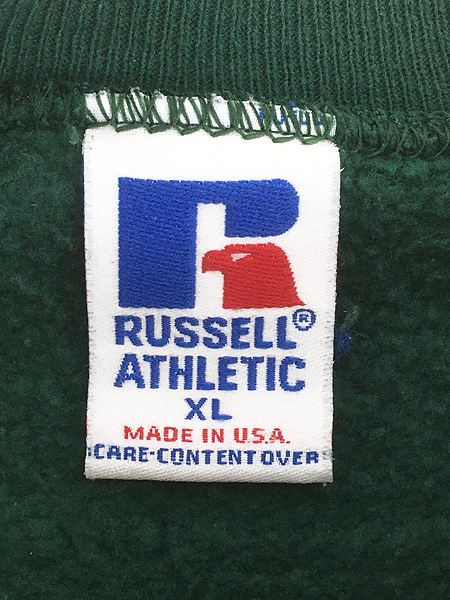 RUSSELL®
ATHLETIC
XL
MADE IN U.S.A.
CARE-CONTENT OVER